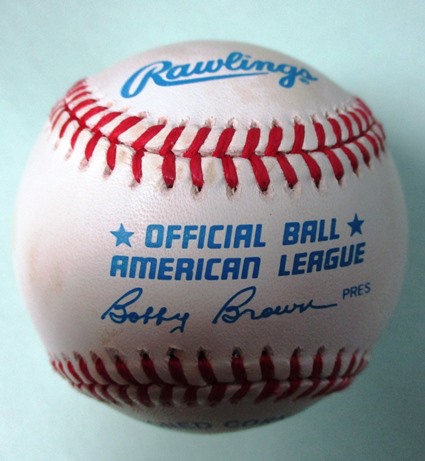 Rawlings
★ OFFICIAL BALL ★
AMERICAN LEAGUE
Bobby Brown PRES